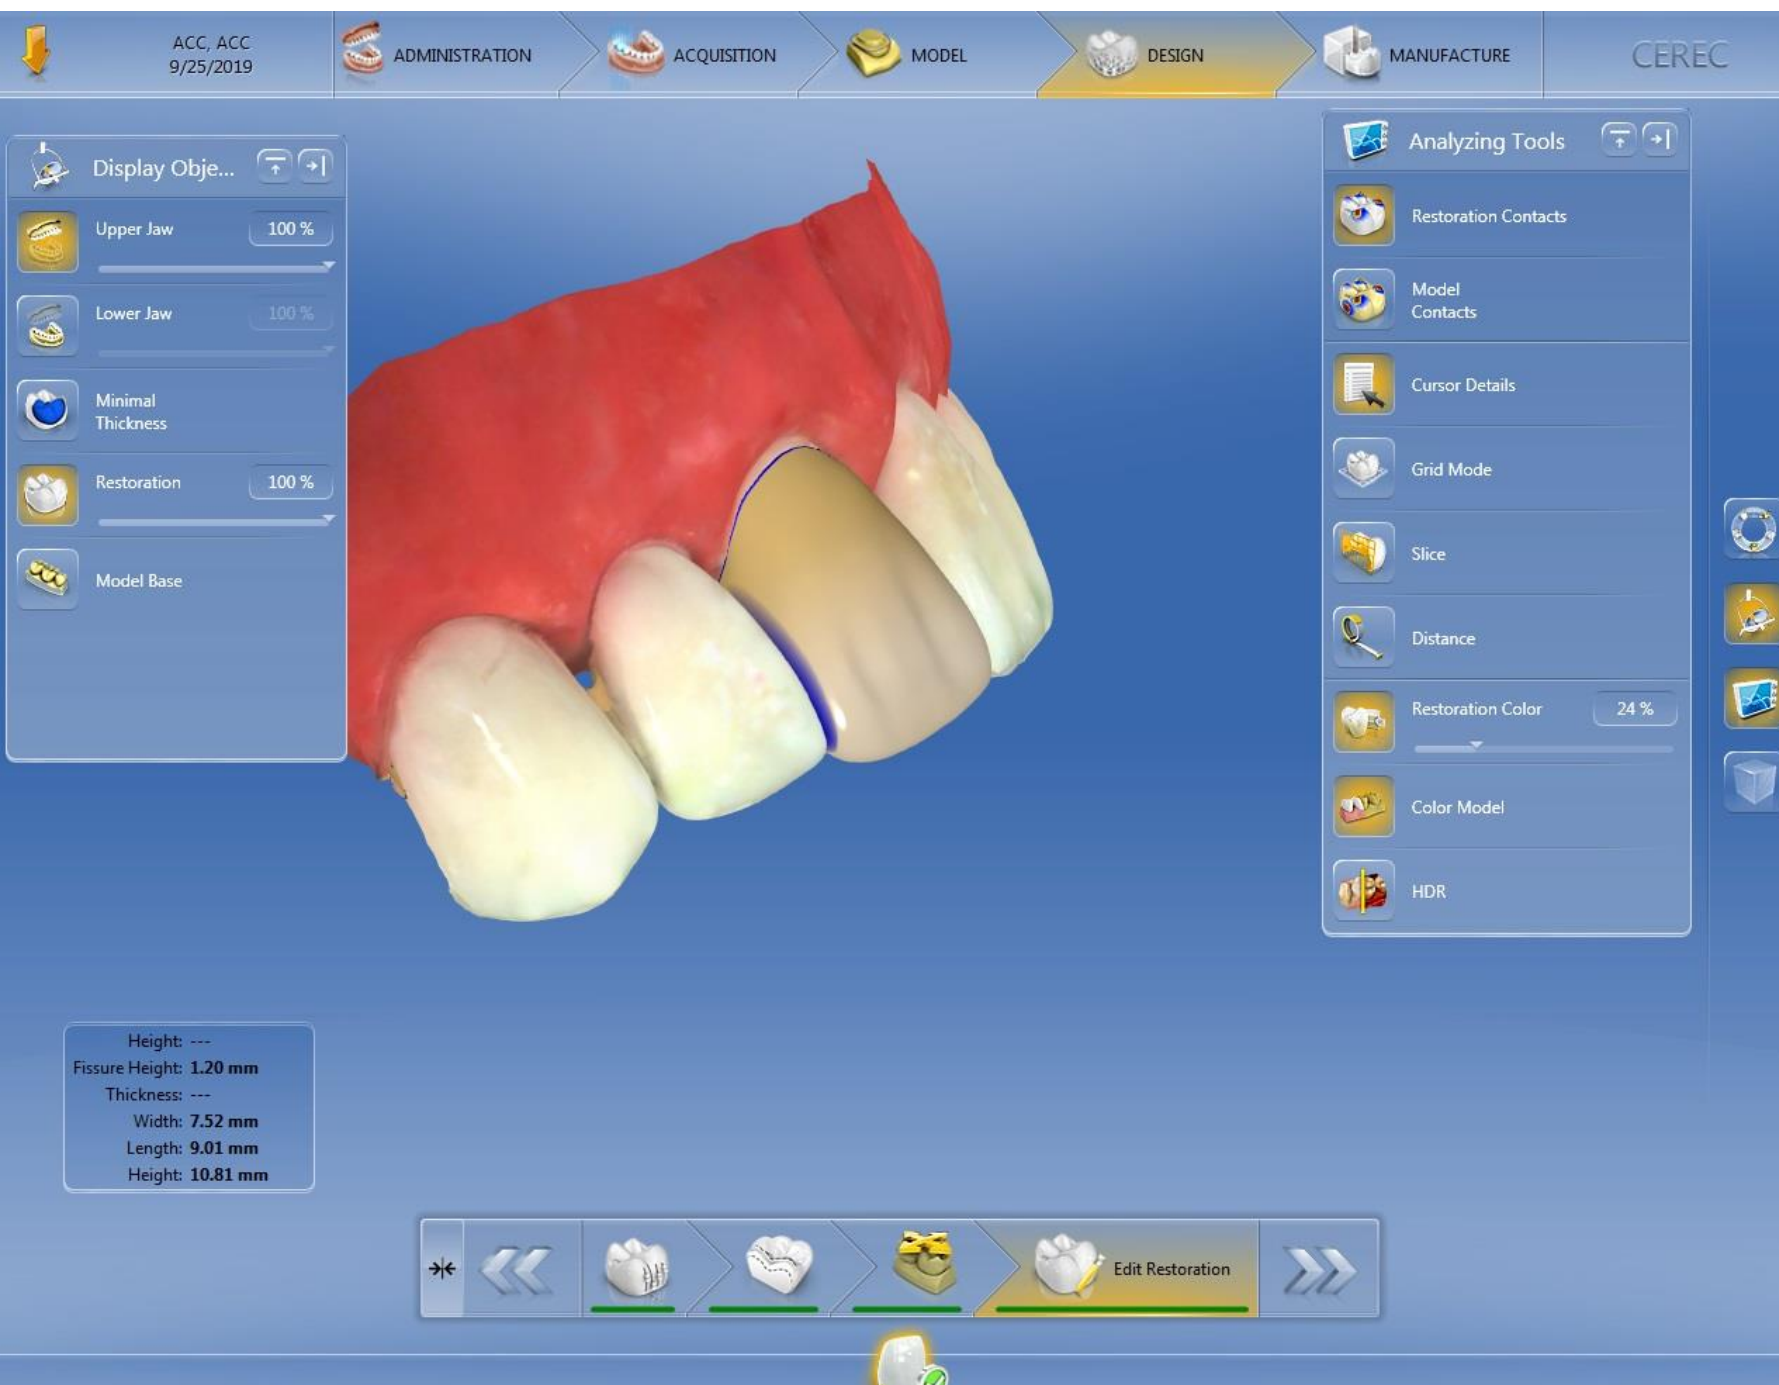 ACC, ACC
9/25/2019
ADMINISTRATION
ACQUISITION
MODEL
DESIGN
MANUFACTURE
CEREC
Display Obje...
Upper Jaw 100 %
Lower Jaw 100 %
Minimal
Thickness
Restoration 100 %
Model Base
Analyzing Tools
Restoration Contacts
Model
Contacts
Cursor Details
Grid Mode
Slice
Distance
Restoration Color 24 %
Color Model
HDR
Height: ---
Fissure Height: 1.20 mm
Thickness: ---
Width: 7.52 mm
Length: 9.01 mm
Height: 10.81 mm
Edit Restoration